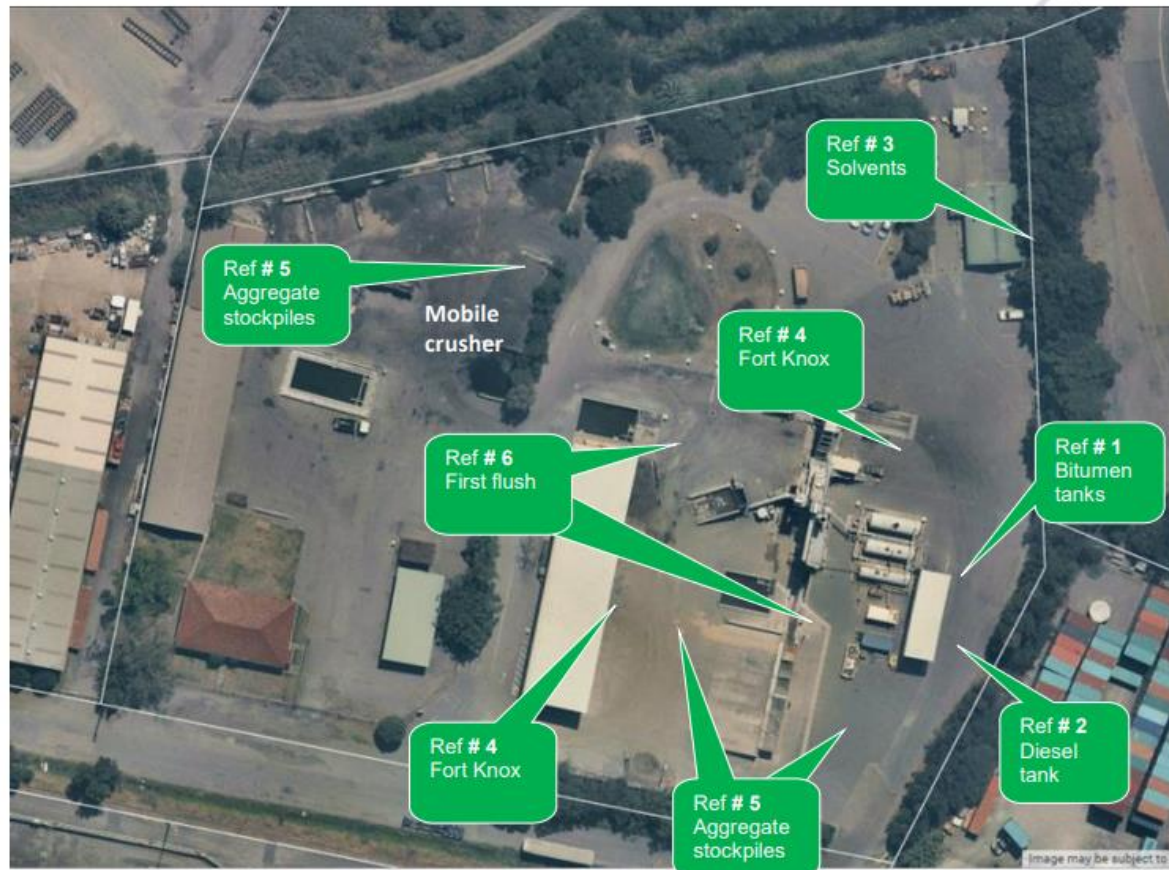 Ref # 3
Solvents
Ref # 5
Aggregate
stockpiles
Mobile
crusher
Ref # 4
Fort Knox
Ref # 6
First flush
Ref # 1
Bitumen
tanks
Ref # 4
Fort Knox
Ref # 2
Diesel
tank
Ref # 5
Aggregate
stockpiles
Image may be subject to